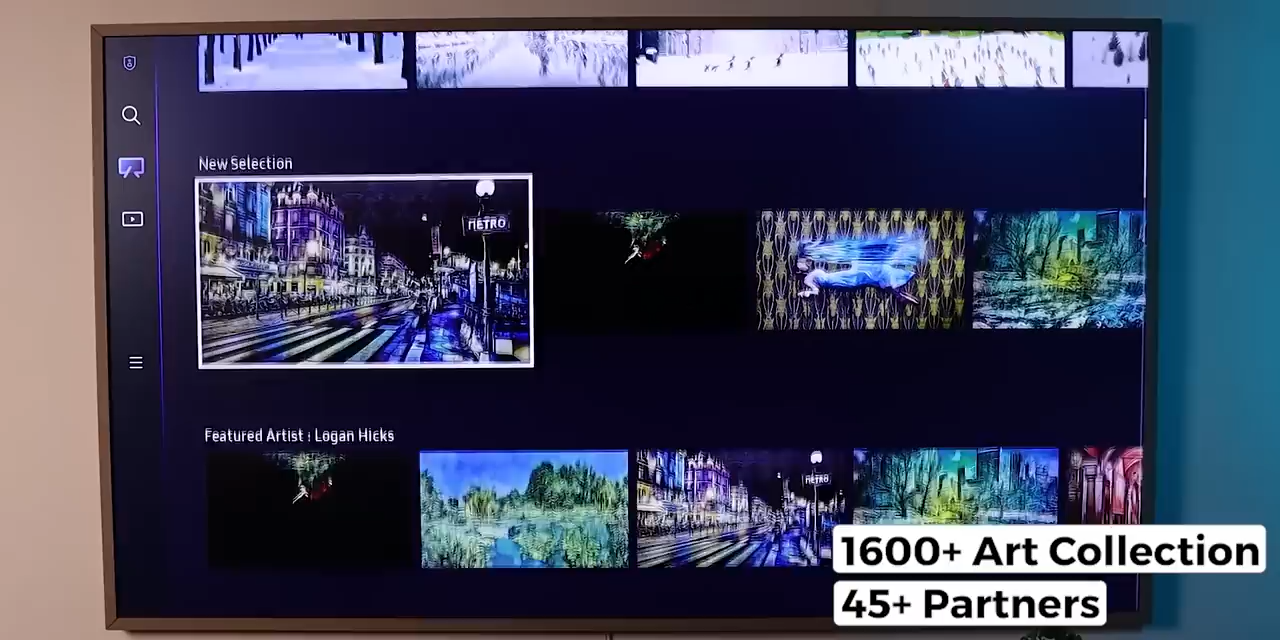 New Selection
METRO
Featured Artist : Logan Hicks
METRO
1600+ Art Collection
45+ Partners